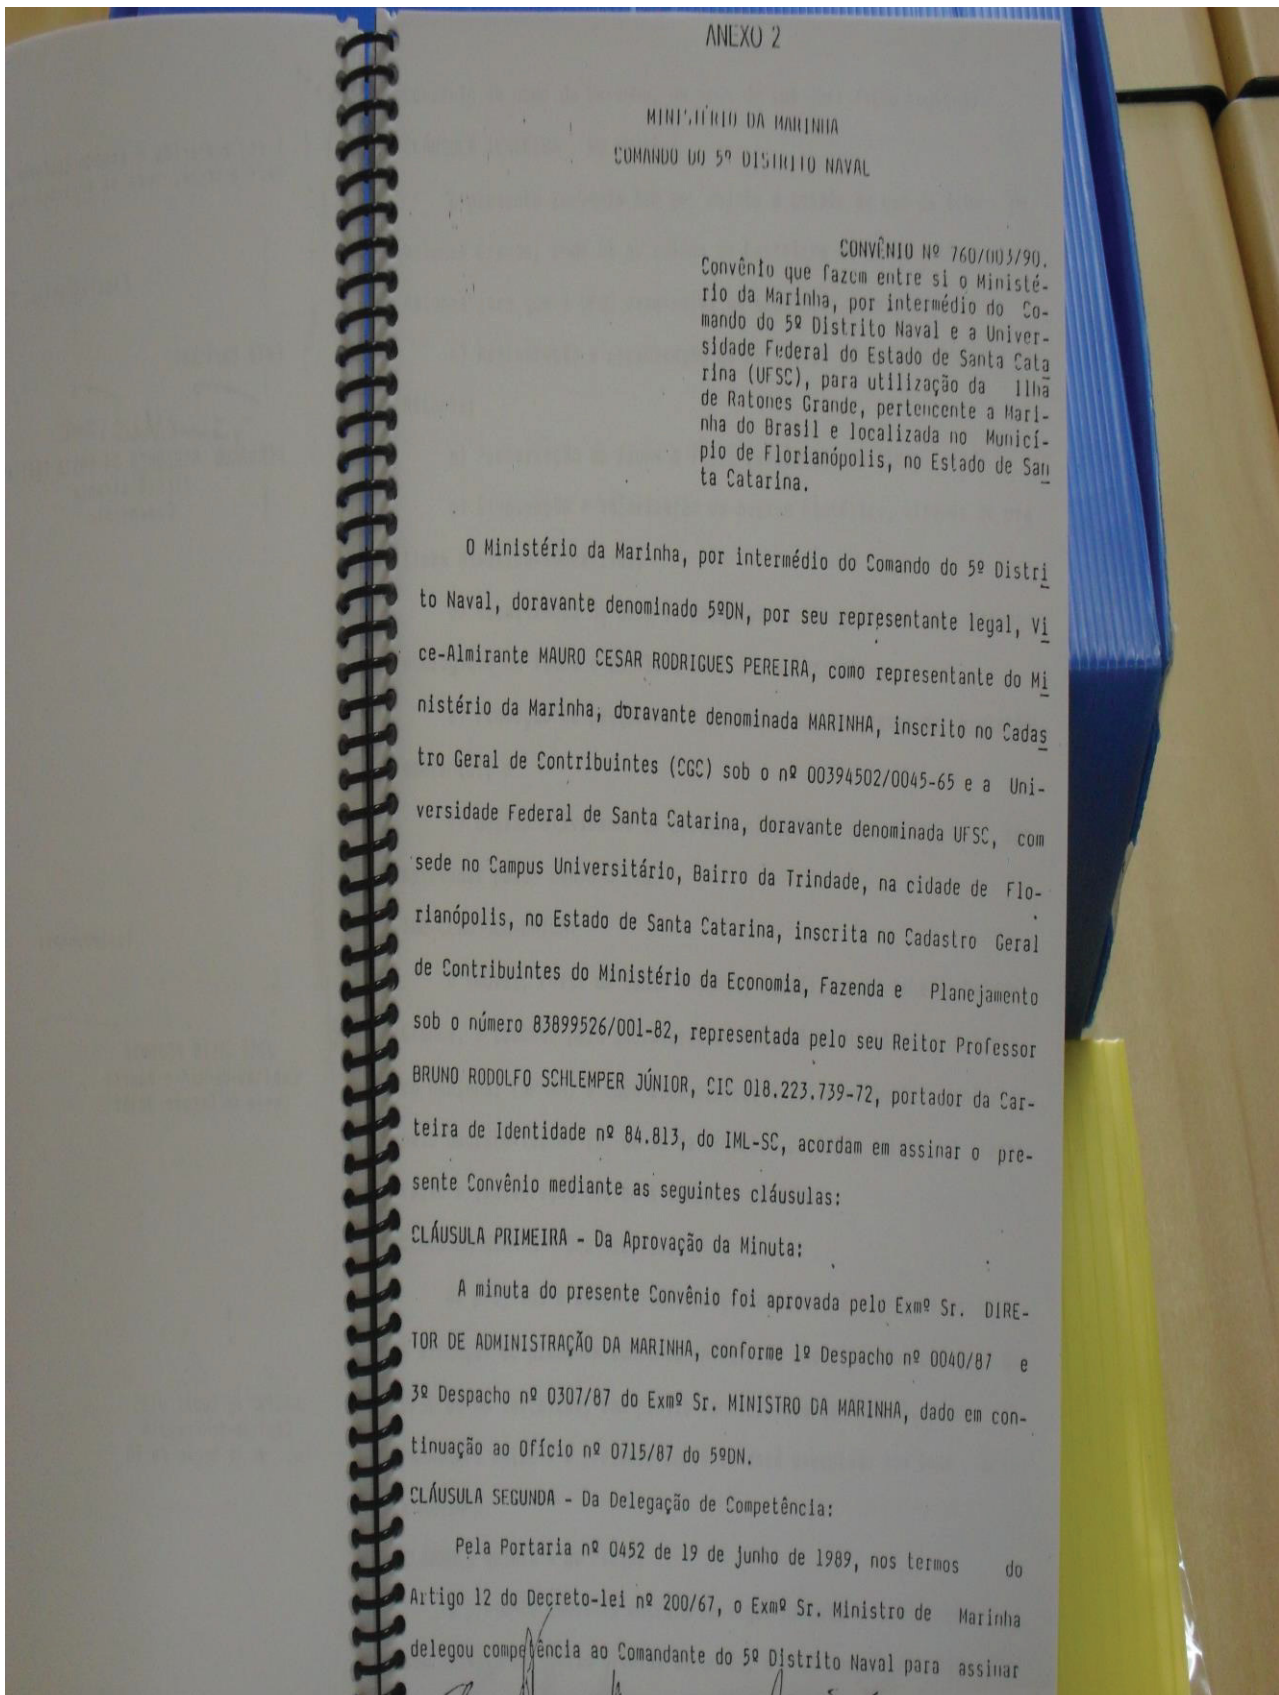 ANEXO 2
MINISTÉRIO DA MARINHA
COMANDO DO 5º DISTRITO NAVAL
CONVÊNIO Nº 760/003/90.
Convênio que fazem entre si o Ministé-
rio da Marinha, por intermédio do Co-
mando do 5º Distrito Naval e a Univer-
sidade Federal do Estado de Santa Cata
rina (UFSC), para utilização da Ilha
de Ratones Grande, pertencente a Mari-
nha do Brasil e localizada no Municí-
pio de Florianópolis, no Estado de San
ta Catarina.
O Ministério da Marinha, por intermédio do Comando do 5º Distri
to Naval, doravante denominado 5ºDN, por seu representante legal, Vi
ce-Almirante MAURO CESAR RODRIGUES PEREIRA, como representante do Mi
nistério da Marinha, doravante denominada MARINHA, inscrito no Cadas
tro Geral de Contribuintes (CGC) sob o nº 00394502/0045-65 e a Uni-
versidade Federal de Santa Catarina, doravante denominada UFSC, com
sede no Campus Universitário, Bairro da Trindade, na cidade de Flo-
rianópolis, no Estado de Santa Catarina, inscrita no Cadastro Geral
de Contribuintes do Ministério da Economia, Fazenda e Planejamento
sob o número 83899526/001-82, representada pelo seu Reitor Professor
BRUNO RODOLFO SCHLEMPER JÚNIOR, CIC 018.223.739-72, portador da Car-
teira de Identidade nº 84.813, do IML-SC, acordam em assinar o pre-
sente Convênio mediante as seguintes cláusulas:
CLÁUSULA PRIMEIRA - Da Aprovação da Minuta:
A minuta do presente Convênio foi aprovada pelo Exmº Sr. DIRE-
TOR DE ADMINISTRAÇÃO DA MARINHA, conforme 1º Despacho nº 0040/87 e
3º Despacho nº 0307/87 do Exmº Sr. MINISTRO DA MARINHA, dado em con-
tinuação ao Ofício nº 0715/87 do 5ºDN.
CLÁUSULA SEGUNDA - Da Delegação de Competência:
Pela Portaria nº 0452 de 19 de junho de 1989, nos termos do
Artigo 12 do Decreto-lei nº 200/67, o Exmº Sr. Ministro de Marinha
delegou competência ao Comandante do 5º Distrito Naval para assinar